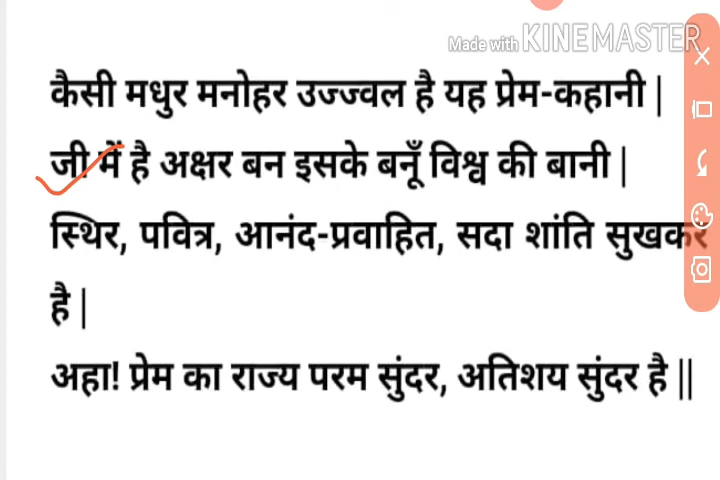 Made with KINEMASTER
कैसी मधुर मनोहर उज्ज्वल है यह प्रेम-कहानी |
जी में है अक्षर बन इसके बनूँ विश्व की बानी |
स्थिर, पवित्र, आनंद-प्रवाहित, सदा शांति सुखकर
है |
अहा! प्रेम का राज्य परम सुंदर, अतिशय सुंदर है ||